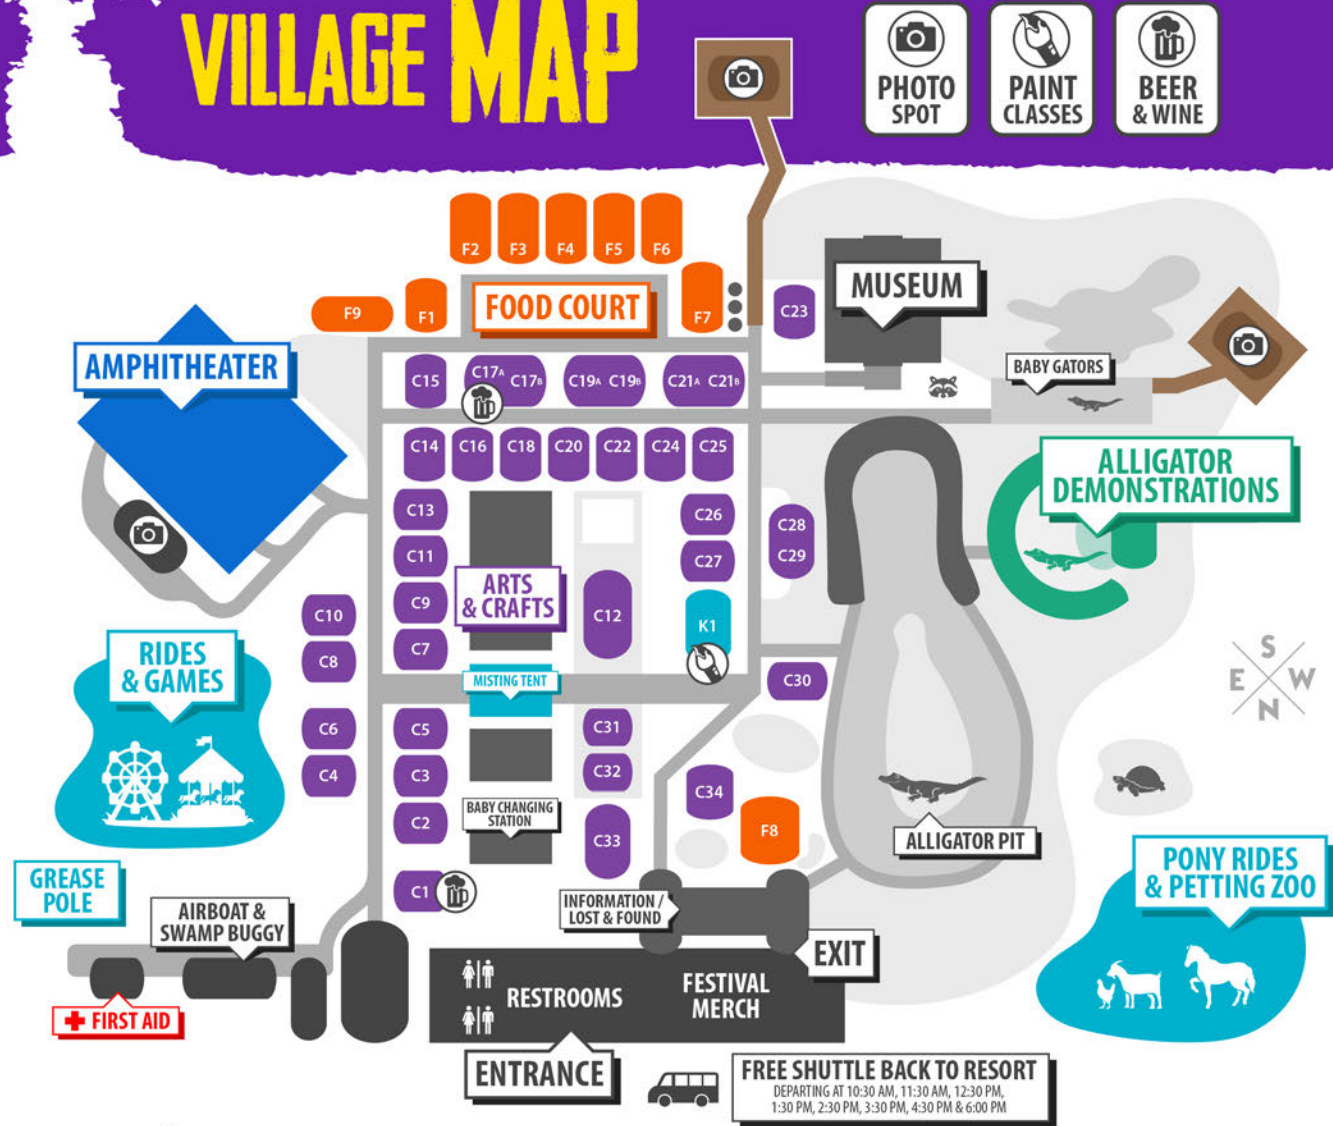 VILLAGE MAP
PHOTO
SPOT
PAINT
CLASSES
BEER
& WINE
F2
F3
F4
F5
F6
F9
F1
FOOD COURT
F7
C23
MUSEUM
AMPHITHEATER
C15
C17A
C17B
C19A C19B
C21A C21B
BABY GATORS
C14
C16
C18
C20
C22
C24
C25
ALLIGATOR
DEMONSTRATIONS
C13
C26
C28
C11
C27
C29
ARTS
& CRAFTS
C9
C10
C12
K1
C7
C8
RIDES
& GAMES
MISTING TENT
C30
S
E W
N
C6
C5
C31
C4
C3
C32
C34
BABY CHANGING
STATION
C2
C33
F8
ALLIGATOR PIT
PONY RIDES
& PETTING ZOO
GREASE
POLE
C1
AIRBOAT &
SWAMP BUGGY
INFORMATION /
LOST & FOUND
EXIT
RESTROOMS
FESTIVAL
MERCH
FIRST AID
ENTRANCE
FREE SHUTTLE BACK TO RESORT
DEPARTING AT 10:30 AM, 11:30 AM, 12:30 PM,
1:30 PM, 2:30 PM, 3:30 PM, 4:30 PM & 6:00 PM